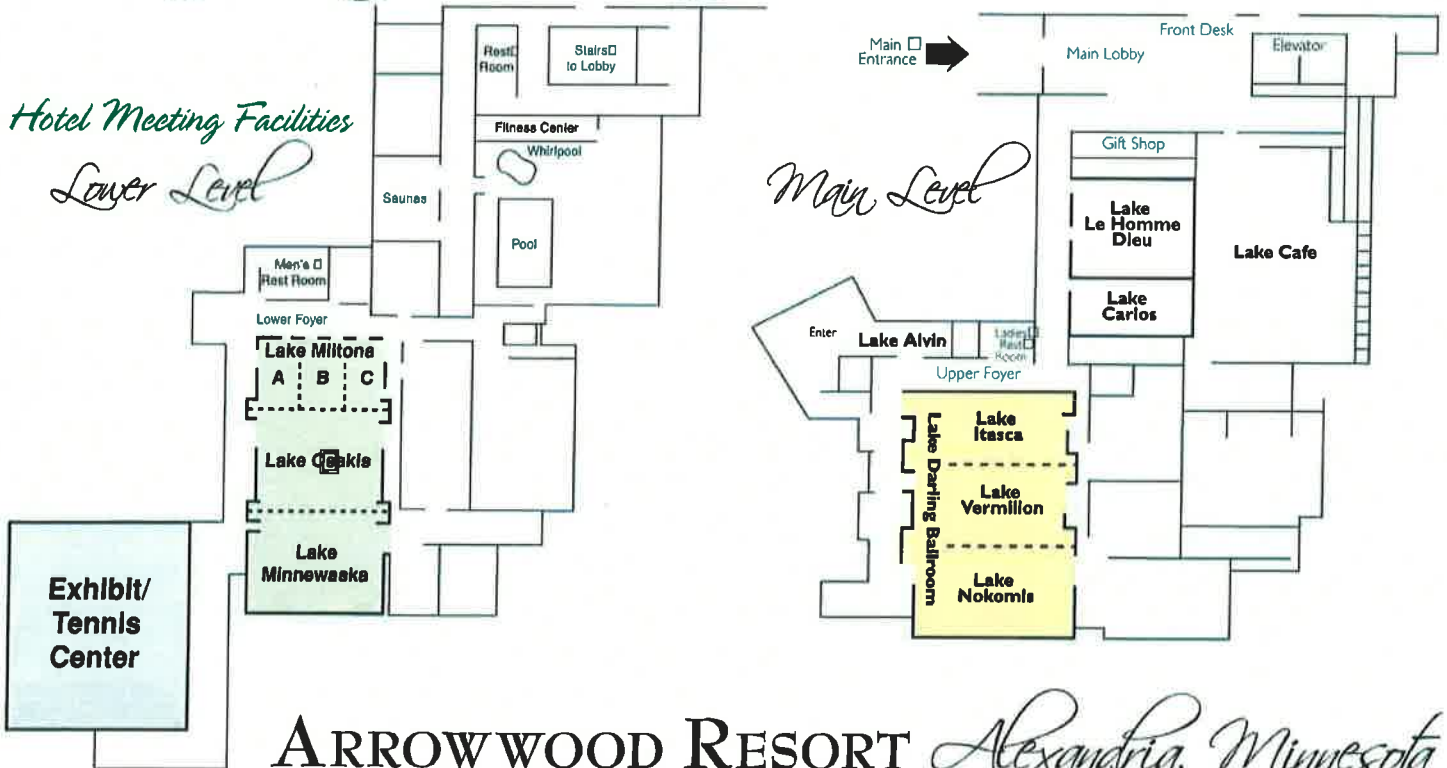 Hotel Meeting Facilities
Lower Level
Rest
Room
Stairs
to Lobby
Fitness Center
Whirlpool
Saunas
Pool
Men's
Rest Room
Lower Foyer
Lake Miltona
A B C
Lake Osakis
Lake
Minnewaska
Exhibit/
Tennis
Center
Main
Entrance
Main Lobby
Front Desk
Elevator
Main Level
Gift Shop
Lake
Le Homme
Dieu
Lake
Carlos
Lake Cafe
Enter
Lake Alvin
Ladies
Rest
Room
Upper Foyer
Lake Darling Ballroom
Lake
Itasca
Lake
Vermilion
Lake
Nokomis
ARROWWOOD RESORT Alexandria, Minnesota